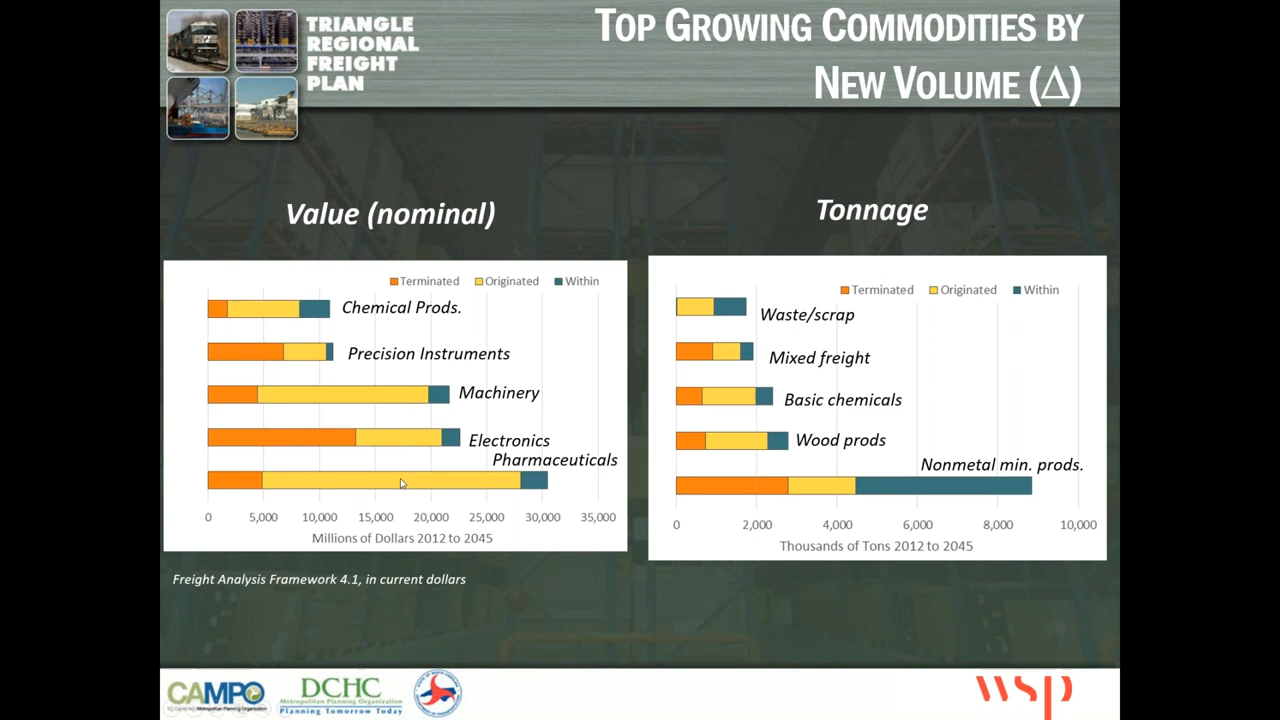 TRIANGLE
REGIONAL
FREIGHT
PLAN
TOP GROWING COMMODITIES BY
NEW VOLUME (Δ)
Value (nominal)
Terminated Originated Within
Chemical Prods.
Precision Instruments
Machinery
Electronics
Pharmaceuticals
0 5,000 10,000 15,000 20,000 25,000 30,000 35,000
Millions of Dollars 2012 to 2045
Tonnage
Terminated Originated Within
Waste/scrap
Mixed freight
Basic chemicals
Wood prods
Nonmetal min. prods.
0 2,000 4,000 6,000 8,000 10,000
Thousands of Tons 2012 to 2045
Freight Analysis Framework 4.1, in current dollars
CAMPO
DCHC
Metropolitan Planning Organization
Planning Tomorrow Today
wsp